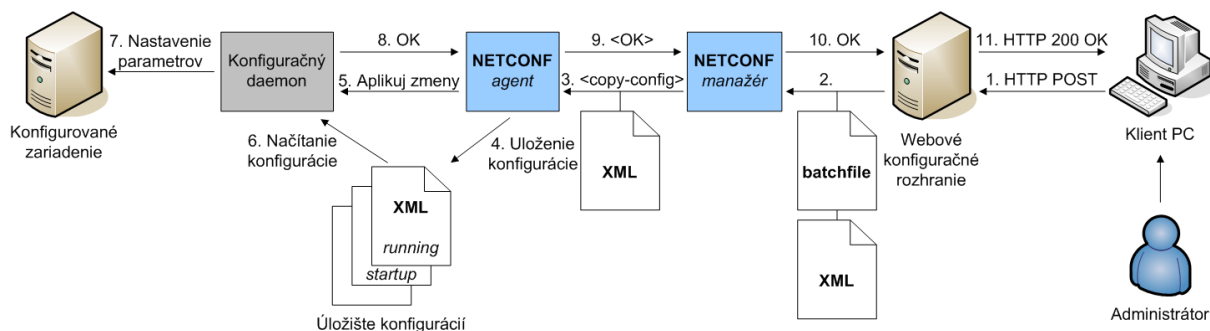 7. Nastavenie
parametrov
Konfigurované
zariadenie
Konfiguračný
daemon
8. OK
5. Aplikuj zmeny
6. Načítanie
konfigurácie
NETCONF
agent
4. Uloženie
konfigurácie
XML
running
startup
Úložište konfigurácií
9. <OK>
3. <copy-config>
XML
NETCONF
manažér
10. OK
2.
batchfile
XML
Webové
konfiguračné
rozhranie
11. HTTP 200 OK
1. HTTP POST
Klient PC
Administrátor